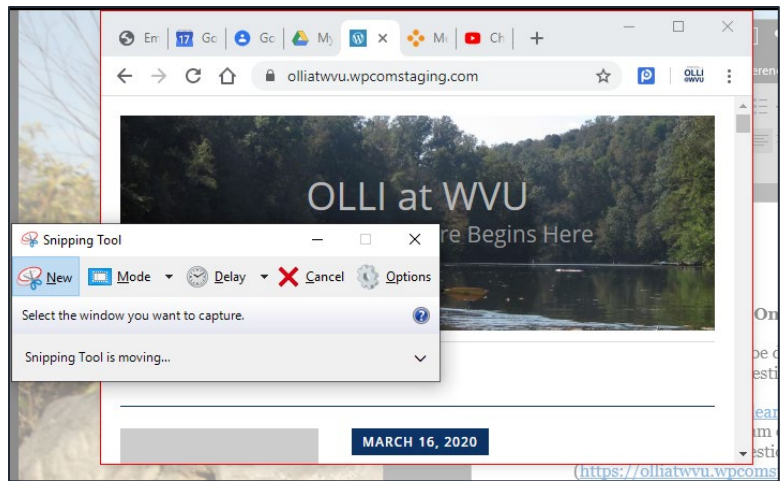 Em Go Go My × Mu Ch +
17
olliatwvu.wpcomstaging.com
OLLI
@WVU
OLLI at WVU
re Begins Here
Snipping Tool
New Mode Delay Cancel Options
Select the window you want to capture.
Snipping Tool is moving...
MARCH 16, 2020
On
(https://olliatwvu.wpcoms